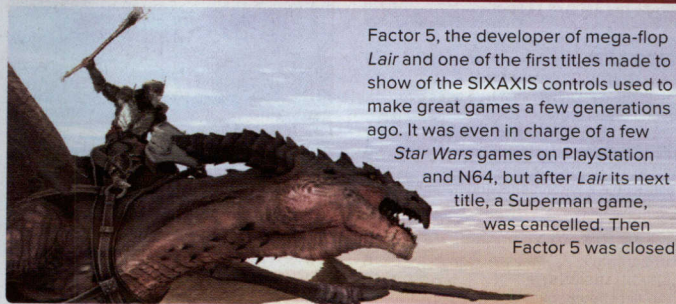 Factor 5, the developer of mega-flop
Lair and one of the first titles made to
show of the SIXAXIS controls used to
make great games a few generations
ago. It was even in charge of a few
Star Wars games on PlayStation
and N64, but after Lair its next
title, a Superman game,
was cancelled. Then
Factor 5 was closed